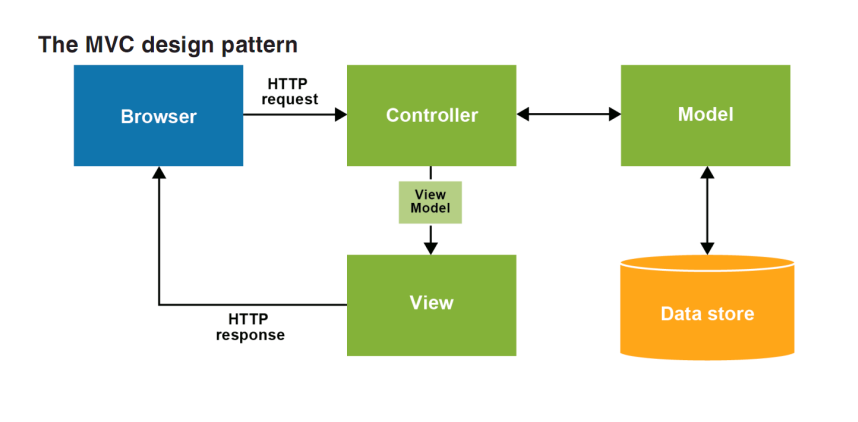 The MVC design pattern
Browser
HTTP
request
Controller
Model
View
Model
View
HTTP
response
Data store